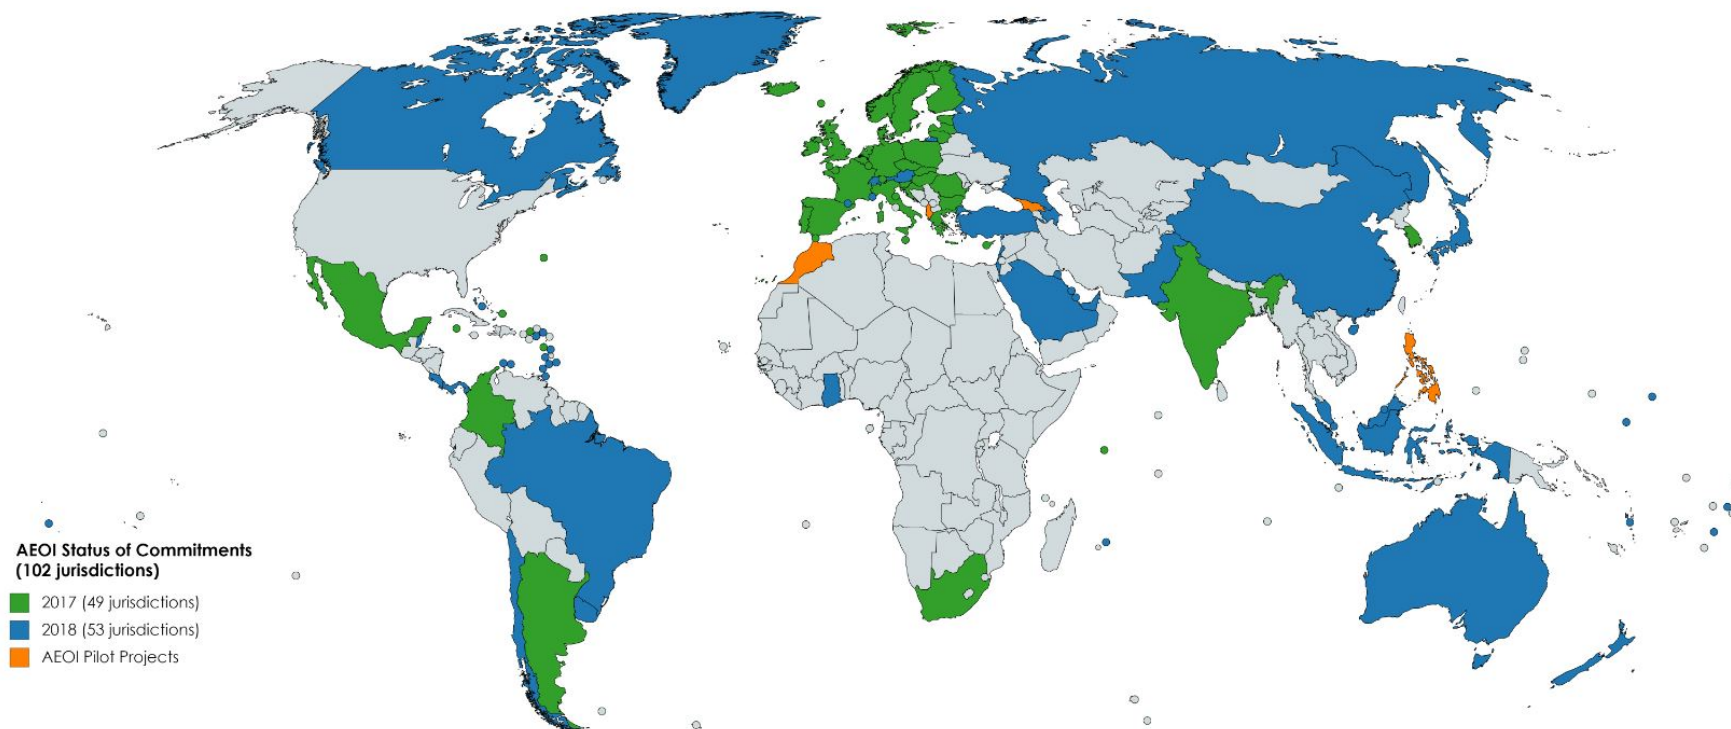 AEOI Status of Commitments
(102 jurisdictions)
2017 (49 jurisdictions)
2018 (53 jurisdictions)
AEOI Pilot Projects